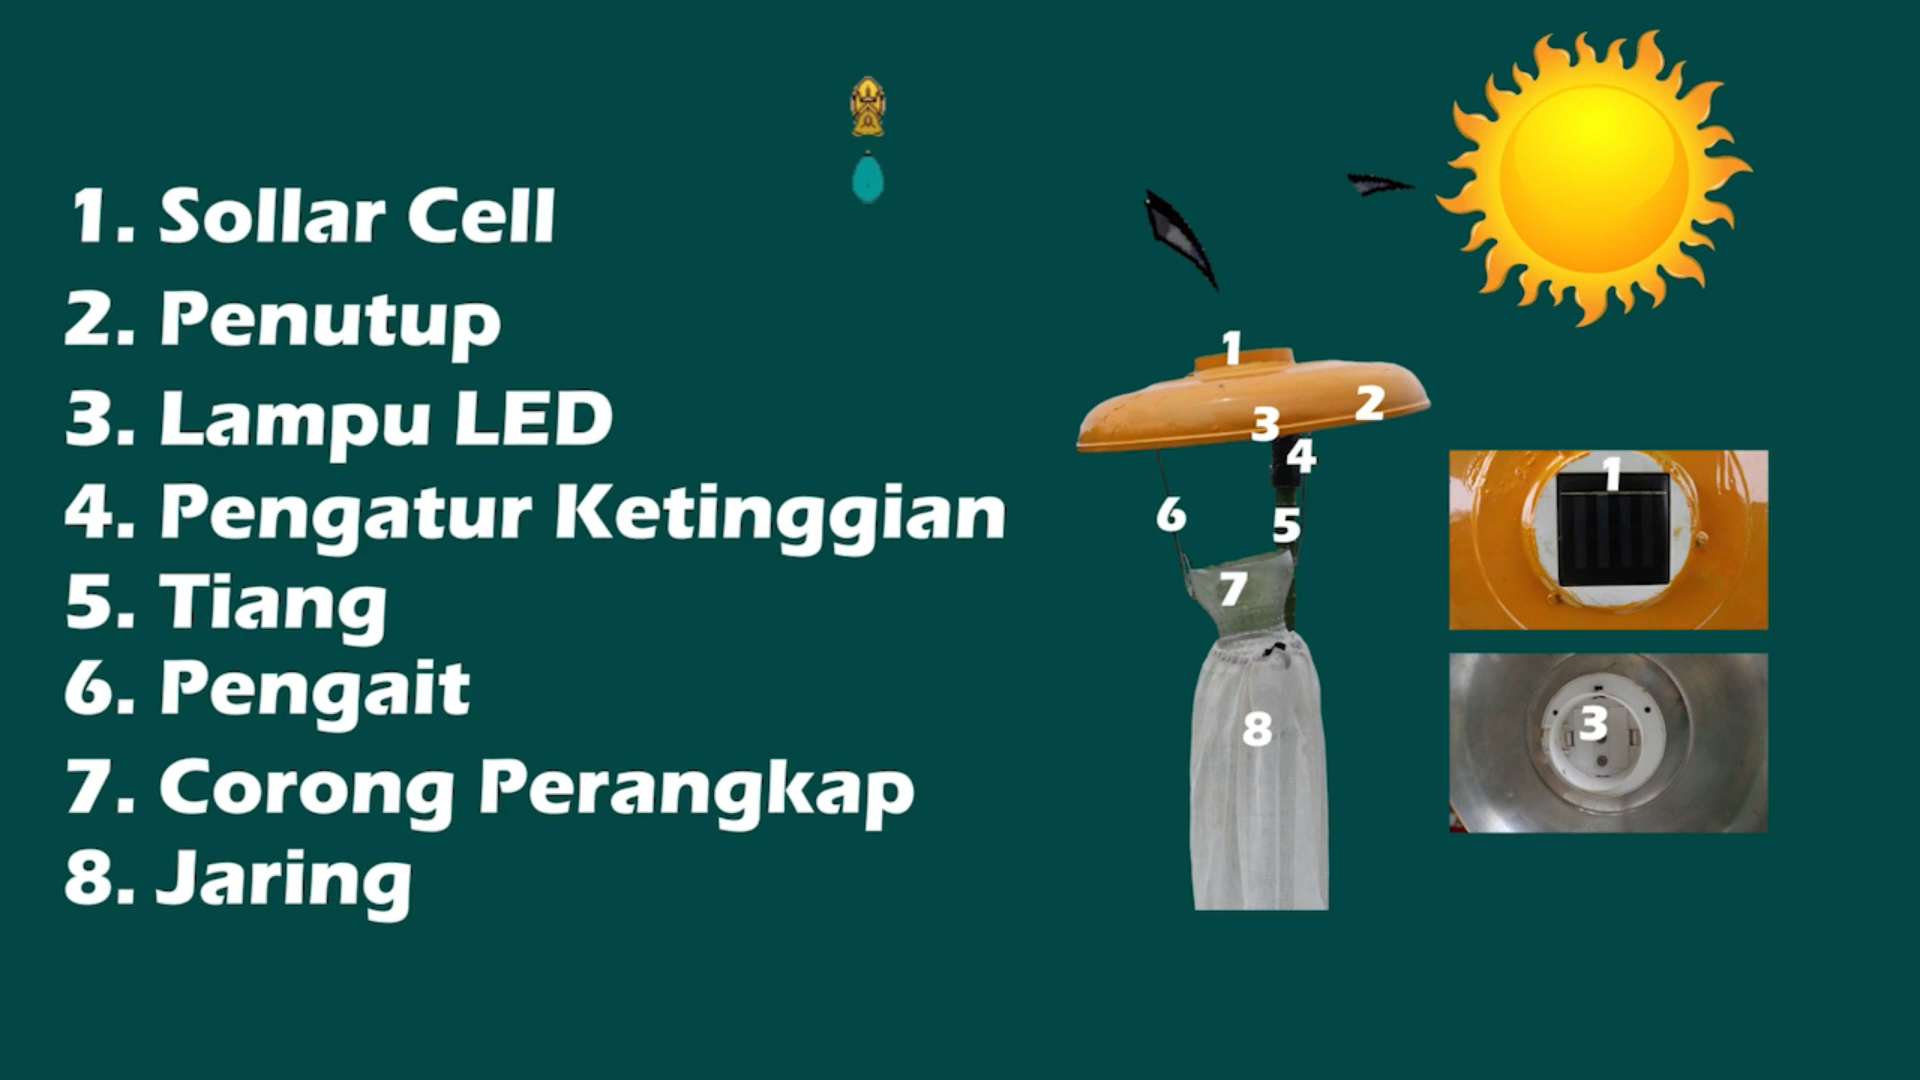 1. Sollar Cell
2. Penutup
3. Lampu LED
4. Pengatur Ketinggian
5. Tiang
6. Pengait
7. Corong Perangkap
8. Jaring
1
2
3
4
6
5
7
8
1
3